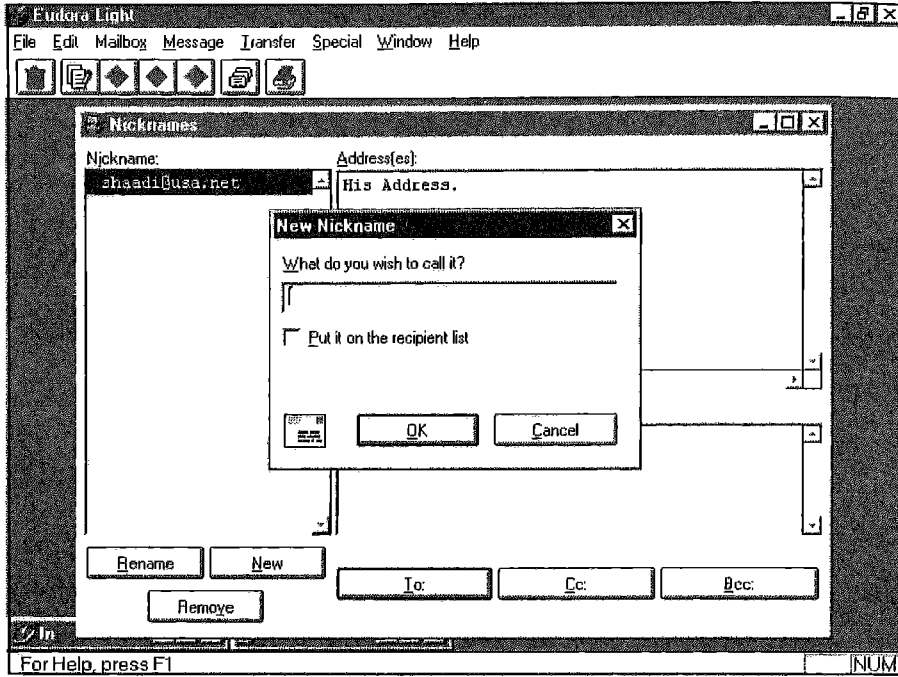 Eudora Light
File Edit Mailbox Message Transfer Special Window Help
Nicknames
Nickname:
Address(es):
shaadi@usa.net
His Address.
New Nickname
What do you wish to call it?
Put it on the recipient list
OK
Cancel
Rename
New
Remove
To:
Cc:
Bcc:
In
For Help, press F1
NUM